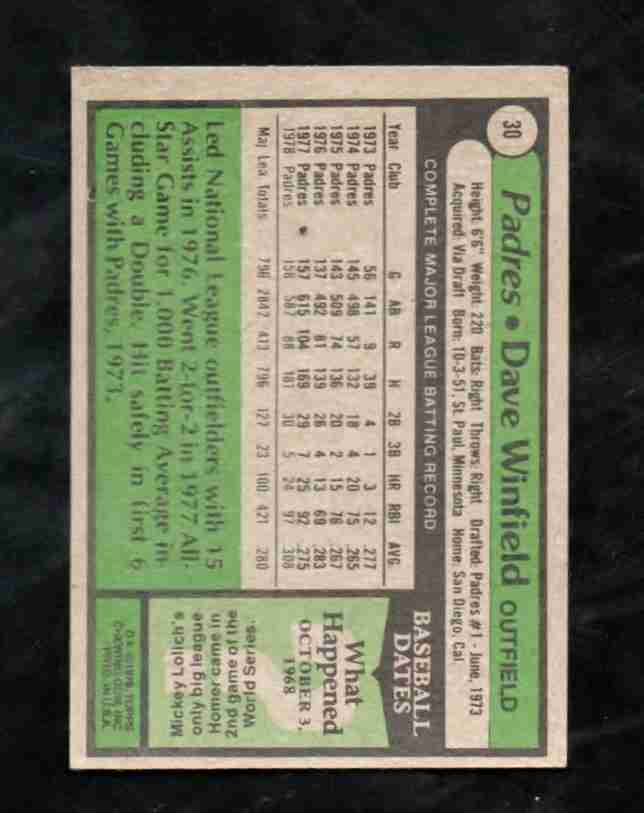 30
Padres • Dave Winfield OUTFIELD
Height: 6'6" Weight: 220 Bats: Right Throws: Right Drafted: Padres #1 - June, 1973
Acquired: Via Draft Born: 10-3-51, St. Paul, Minnesota Home: San Diego, Cal
COMPLETE MAJOR LEAGUE BATTING RECORD
Year Club G AB R H 2B 3B HR RBI AVG.
1973 Padres 56 141 9 39 4 1 3 12 .277
1974 Padres 145 498 57 132 18 4 20 75 .265
1975 Padres 143 509 74 136 20 2 15 76 .267
1976 Padres 137 492 81 139 26 4 13 69 .283
1977 Padres • 157 615 104 169 29 7 25 92 .275
1978 Padres 158 587 88 181 30 5 24 97 .308
Maj Lea Totals 796 2842 413 796 127 23 100 421 .280
Led National League outfielders with 15
Assists in 1976. Went 2-for-2 in 1977 All-
Star Game for 1.000 Batting Average in-
cluding a Double. Hit safely in first 6
Games with Padres, 1973.
BASEBALL
DATES
What
Happened
OCTOBER 3,
1968
Mickey Lolich's
only big league
Homer came in
2nd game of the
World Series.
© 1979 TOPPS
CHEWING GUM, INC.
PRTD. IN U.S.A.